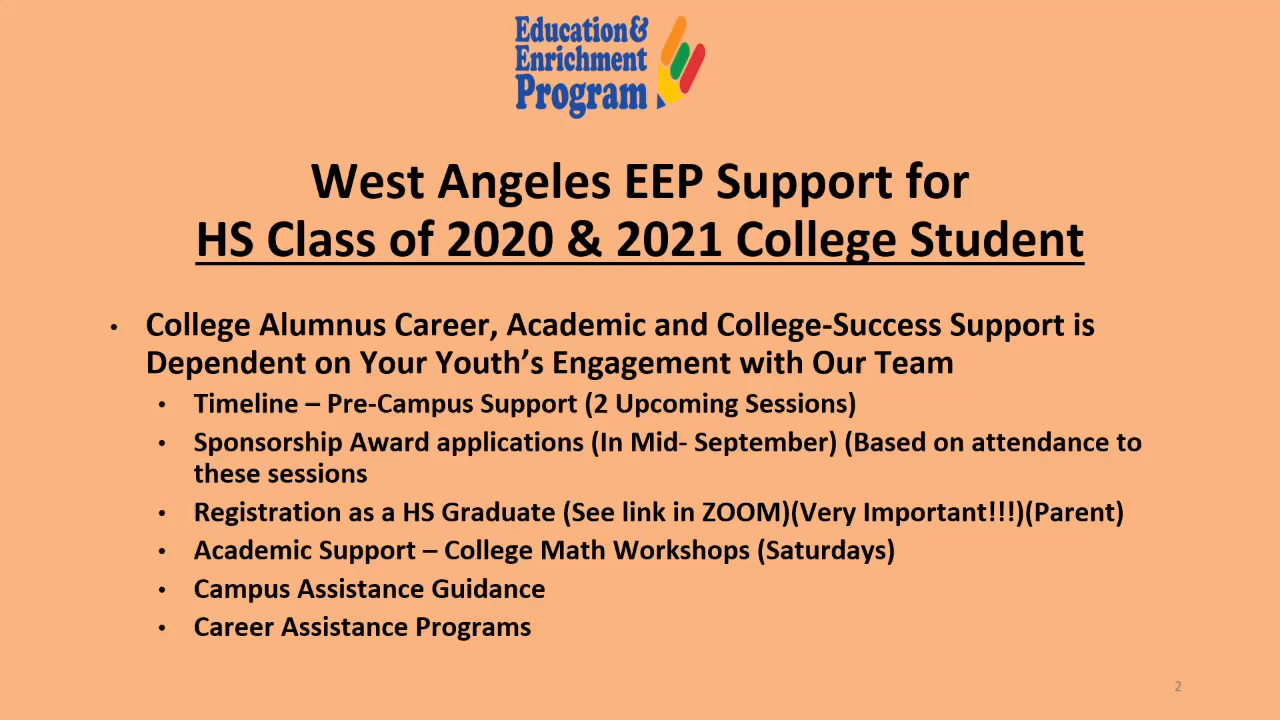 Education&
Enrichment
Program
West Angeles EEP Support for
HS Class of 2020 & 2021 College Student
• College Alumnus Career, Academic and College-Success Support is
Dependent on Your Youth’s Engagement with Our Team
• Timeline – Pre-Campus Support (2 Upcoming Sessions)
• Sponsorship Award applications (In Mid- September) (Based on attendance to
these sessions
• Registration as a HS Graduate (See link in ZOOM)(Very Important!!!)(Parent)
• Academic Support – College Math Workshops (Saturdays)
• Campus Assistance Guidance
• Career Assistance Programs
2